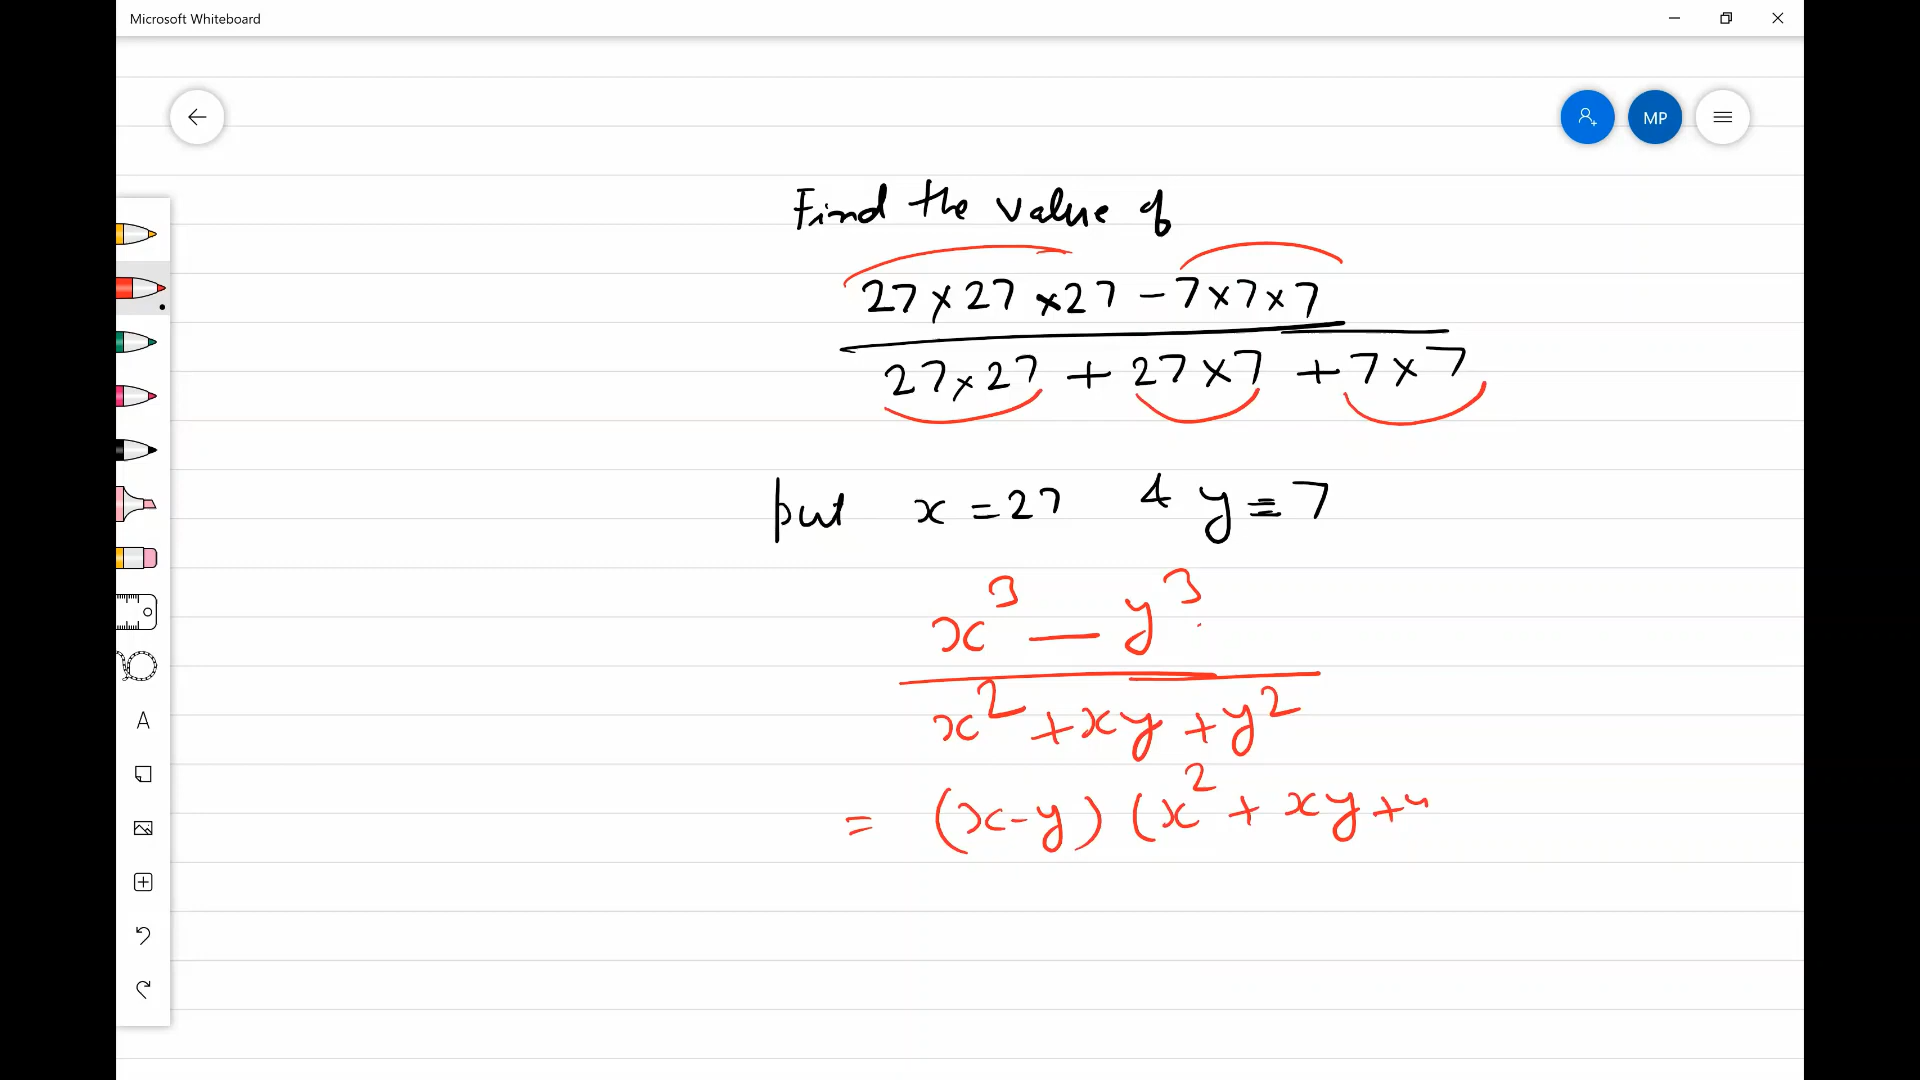 Microsoft Whiteboard
MP
Find the value of
27×27×27 - 7×7×7
27×27 + 27×7 + 7×7
put x = 27 & y = 7
x³ — y³
x² + xy + y²
= (x-y) (x² + xy + y
A